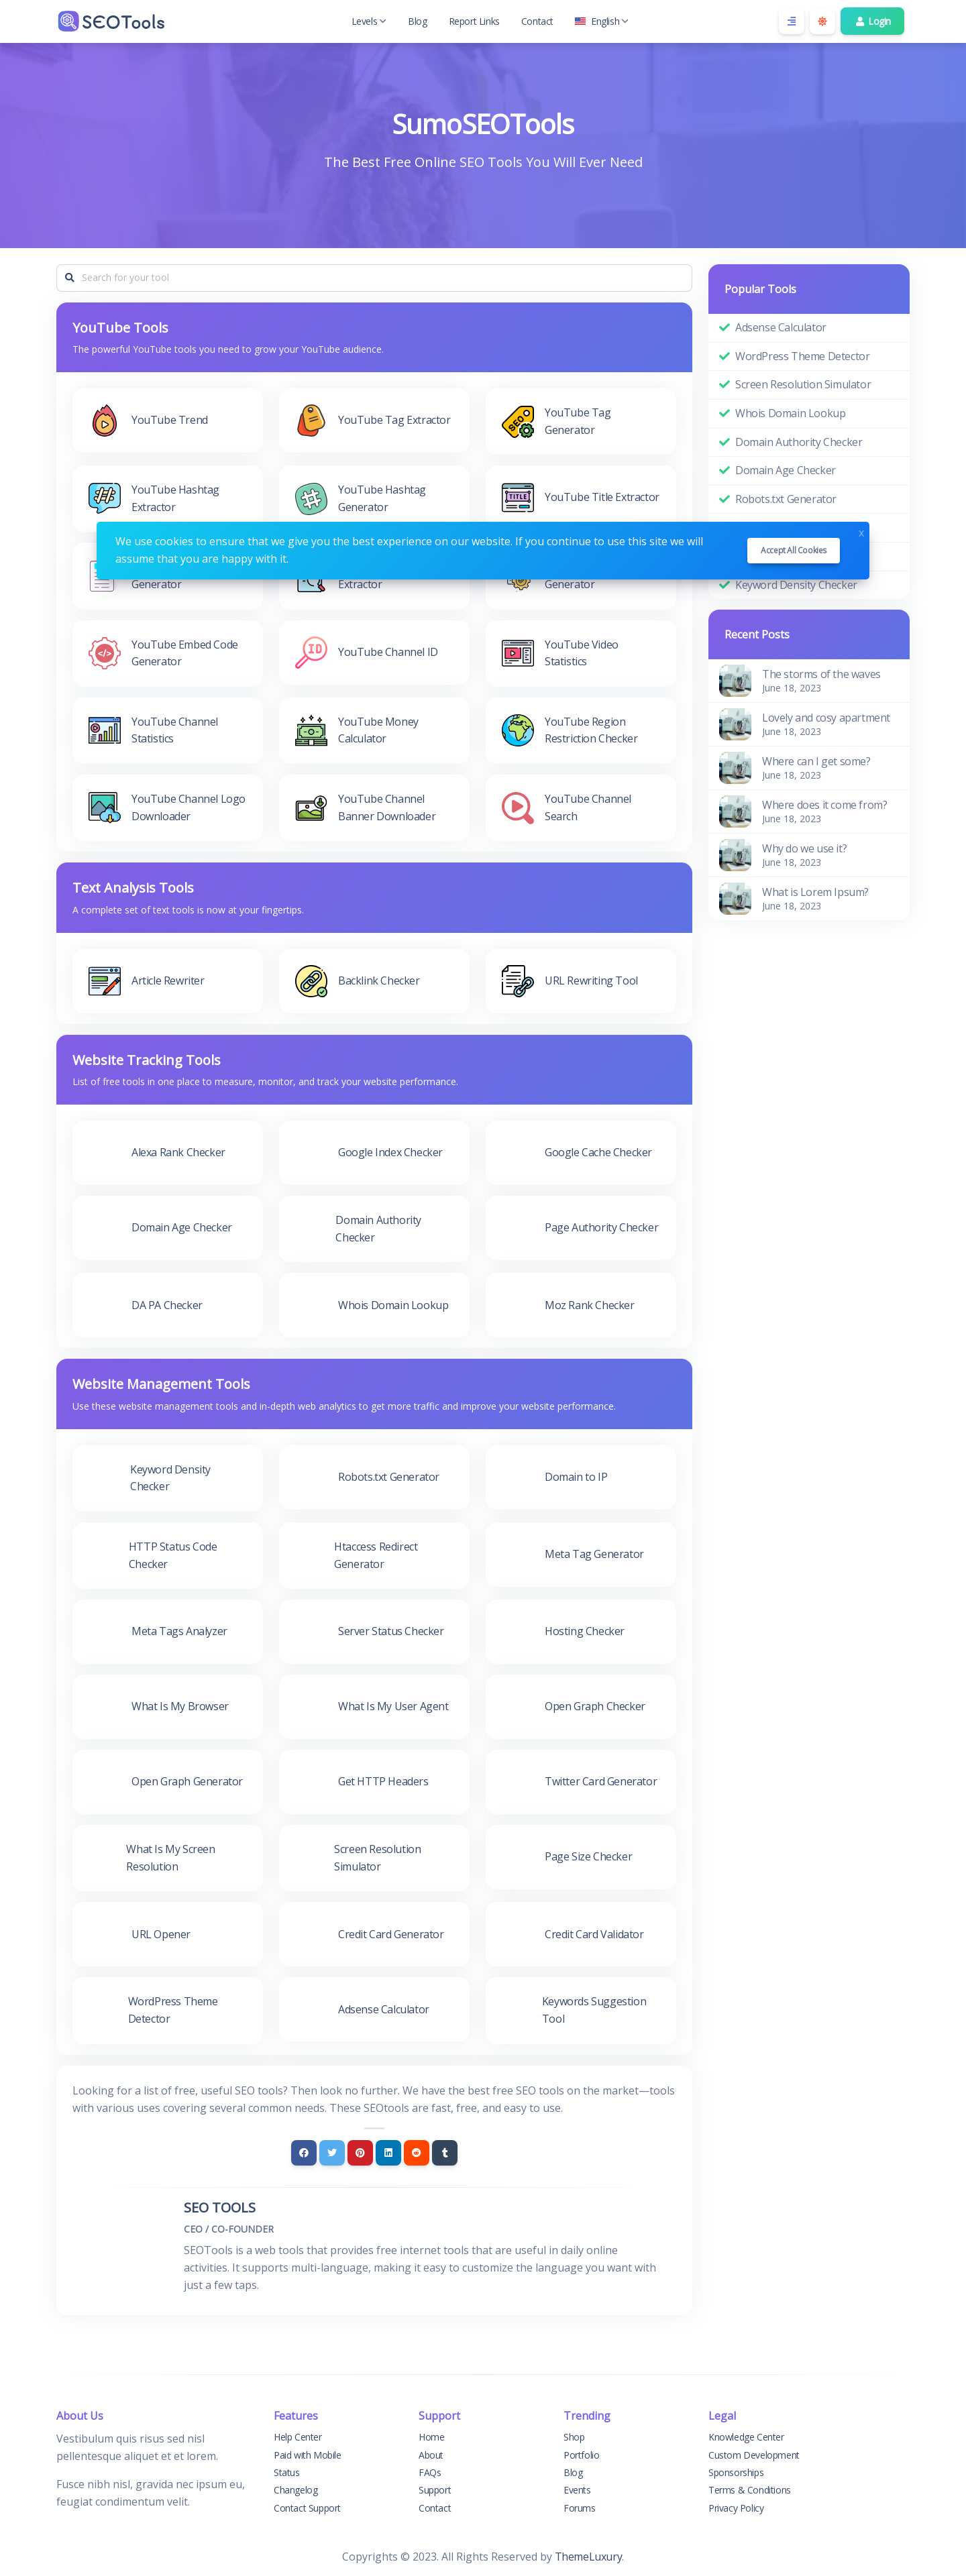 SEOTools
Levels
Blog
Report Links
Contact
English
Login
SumoSEOTools
The Best Free Online SEO Tools You Will Ever Need
Search for your tool
YouTube Tools
The powerful YouTube tools you need to grow your YouTube audience.
YouTube Trend
YouTube Tag Extractor
YouTube Tag
Generator
YouTube Hashtag
Extractor
YouTube Hashtag
Generator
YouTube Title Extractor
We use cookies to ensure that we give you the best experience on our website. If you continue to use this site we will
assume that you are happy with it.
Accept All Cookies
x
Generator
Extractor
Generator
YouTube Embed Code
Generator
YouTube Channel ID
YouTube Video
Statistics
YouTube Channel
Statistics
YouTube Money
Calculator
YouTube Region
Restriction Checker
YouTube Channel Logo
Downloader
YouTube Channel
Banner Downloader
YouTube Channel
Search
Text Analysis Tools
A complete set of text tools is now at your fingertips.
Article Rewriter
Backlink Checker
URL Rewriting Tool
Website Tracking Tools
List of free tools in one place to measure, monitor, and track your website performance.
Alexa Rank Checker
Google Index Checker
Google Cache Checker
Domain Age Checker
Domain Authority
Checker
Page Authority Checker
DA PA Checker
Whois Domain Lookup
Moz Rank Checker
Website Management Tools
Use these website management tools and in-depth web analytics to get more traffic and improve your website performance.
Keyword Density
Checker
Robots.txt Generator
Domain to IP
HTTP Status Code
Checker
Htaccess Redirect
Generator
Meta Tag Generator
Meta Tags Analyzer
Server Status Checker
Hosting Checker
What Is My Browser
What Is My User Agent
Open Graph Checker
Open Graph Generator
Get HTTP Headers
Twitter Card Generator
What Is My Screen
Resolution
Screen Resolution
Simulator
Page Size Checker
URL Opener
Credit Card Generator
Credit Card Validator
WordPress Theme
Detector
Adsense Calculator
Keywords Suggestion
Tool
Looking for a list of free, useful SEO tools? Then look no further. We have the best free SEO tools on the market—tools
with various uses covering several common needs. These SEOtools are fast, free, and easy to use.
SEO TOOLS
CEO / CO-FOUNDER
SEOTools is a web tools that provides free internet tools that are useful in daily online
activities. It supports multi-language, making it easy to customize the language you want with
just a few taps.
Popular Tools
Adsense Calculator
WordPress Theme Detector
Screen Resolution Simulator
Whois Domain Lookup
Domain Authority Checker
Domain Age Checker
Robots.txt Generator
Keyword Density Checker
Recent Posts
The storms of the waves
June 18, 2023
Lovely and cosy apartment
June 18, 2023
Where can I get some?
June 18, 2023
Where does it come from?
June 18, 2023
Why do we use it?
June 18, 2023
What is Lorem Ipsum?
June 18, 2023
About Us
Vestibulum quis risus sed nisl
pellentesque aliquet et et lorem.
Fusce nibh nisl, gravida nec ipsum eu,
feugiat condimentum velit.
Features
Help Center
Paid with Mobile
Status
Changelog
Contact Support
Support
Home
About
FAQs
Support
Contact
Trending
Shop
Portfolio
Blog
Events
Forums
Legal
Knowledge Center
Custom Development
Sponsorships
Terms & Conditions
Privacy Policy
Copyrights © 2023. All Rights Reserved by ThemeLuxury.